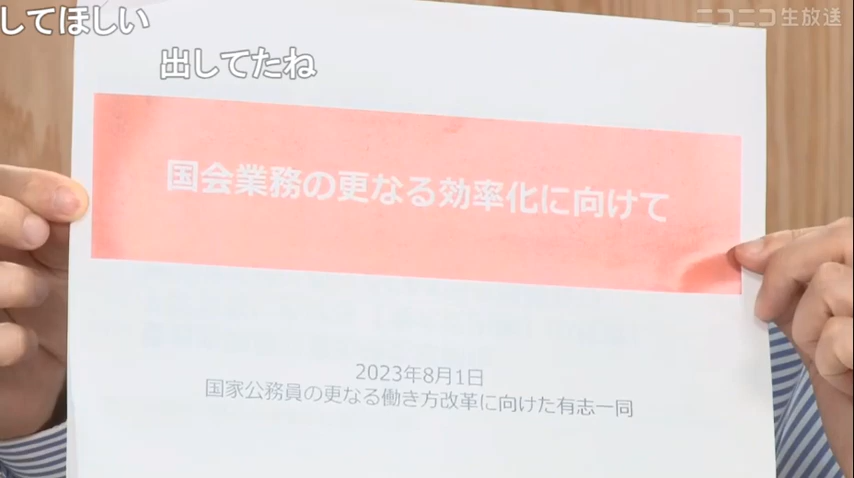 してほしい
ニコニコ生放送
出してたね
国会業務の更なる効率化に向けて
2023年8月1日
国家公務員の更なる働き方改革に向けた有志一同